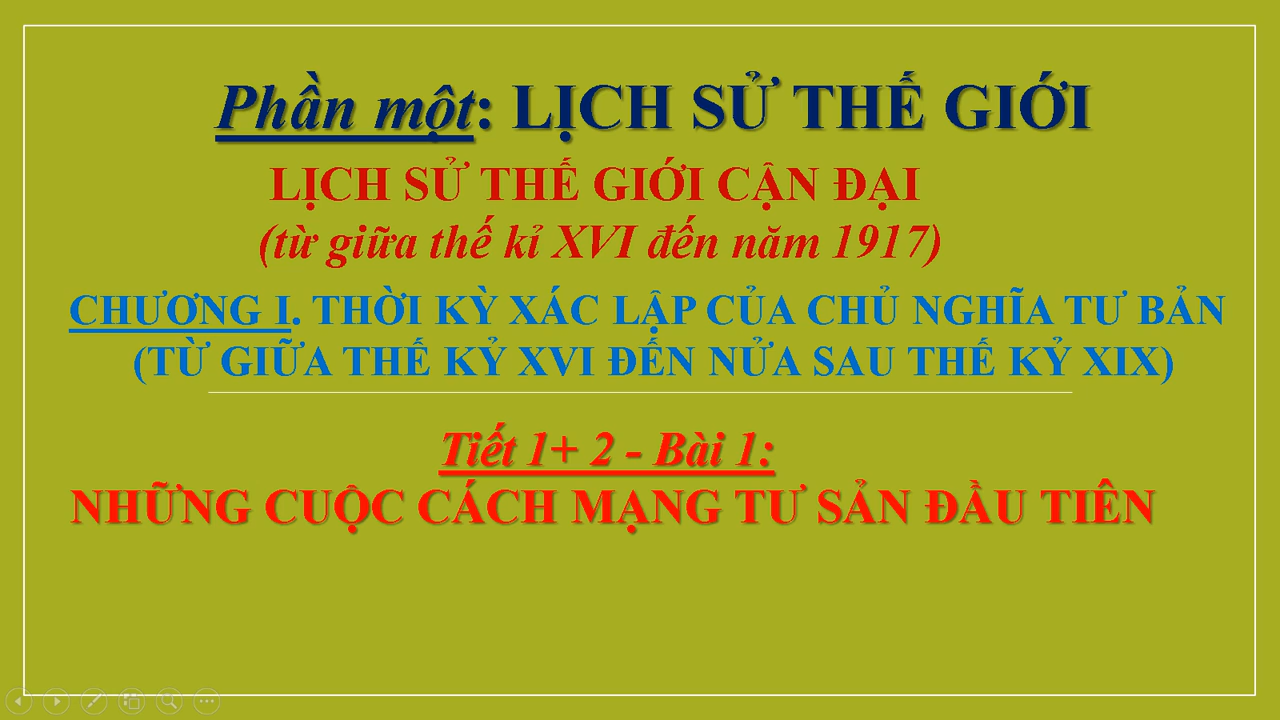 Phần một: LỊCH SỬ THẾ GIỚI
LỊCH SỬ THẾ GIỚI CẬN ĐẠI
(từ giữa thế kỉ XVI đến năm 1917)
CHƯƠNG I. THỜI KỲ XÁC LẬP CỦA CHỦ NGHĨA TƯ BẢN
(TỪ GIỮA THẾ KỶ XVI ĐẾN NỬA SAU THẾ KỶ XIX)
Tiết 1+ 2 - Bài 1:
NHỮNG CUỘC CÁCH MẠNG TƯ SẢN ĐẦU TIÊN